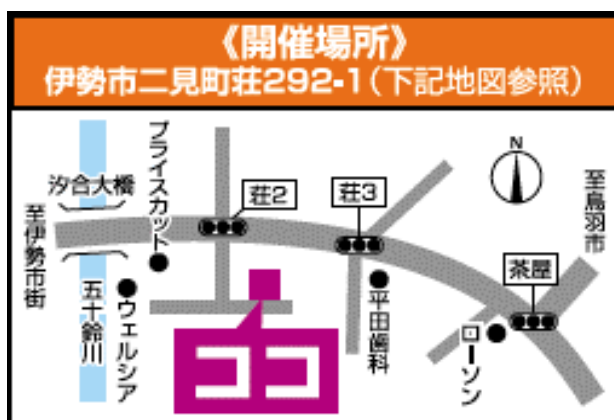 《開催場所》
伊勢市二見町荘292-1(下記地図参照)
プライスカット
N
汐合大橋
荘2
荘3
至鳥羽市
至伊勢市街
茶屋
五十鈴川
ウェルシア
平田歯科
ローソン
ココ